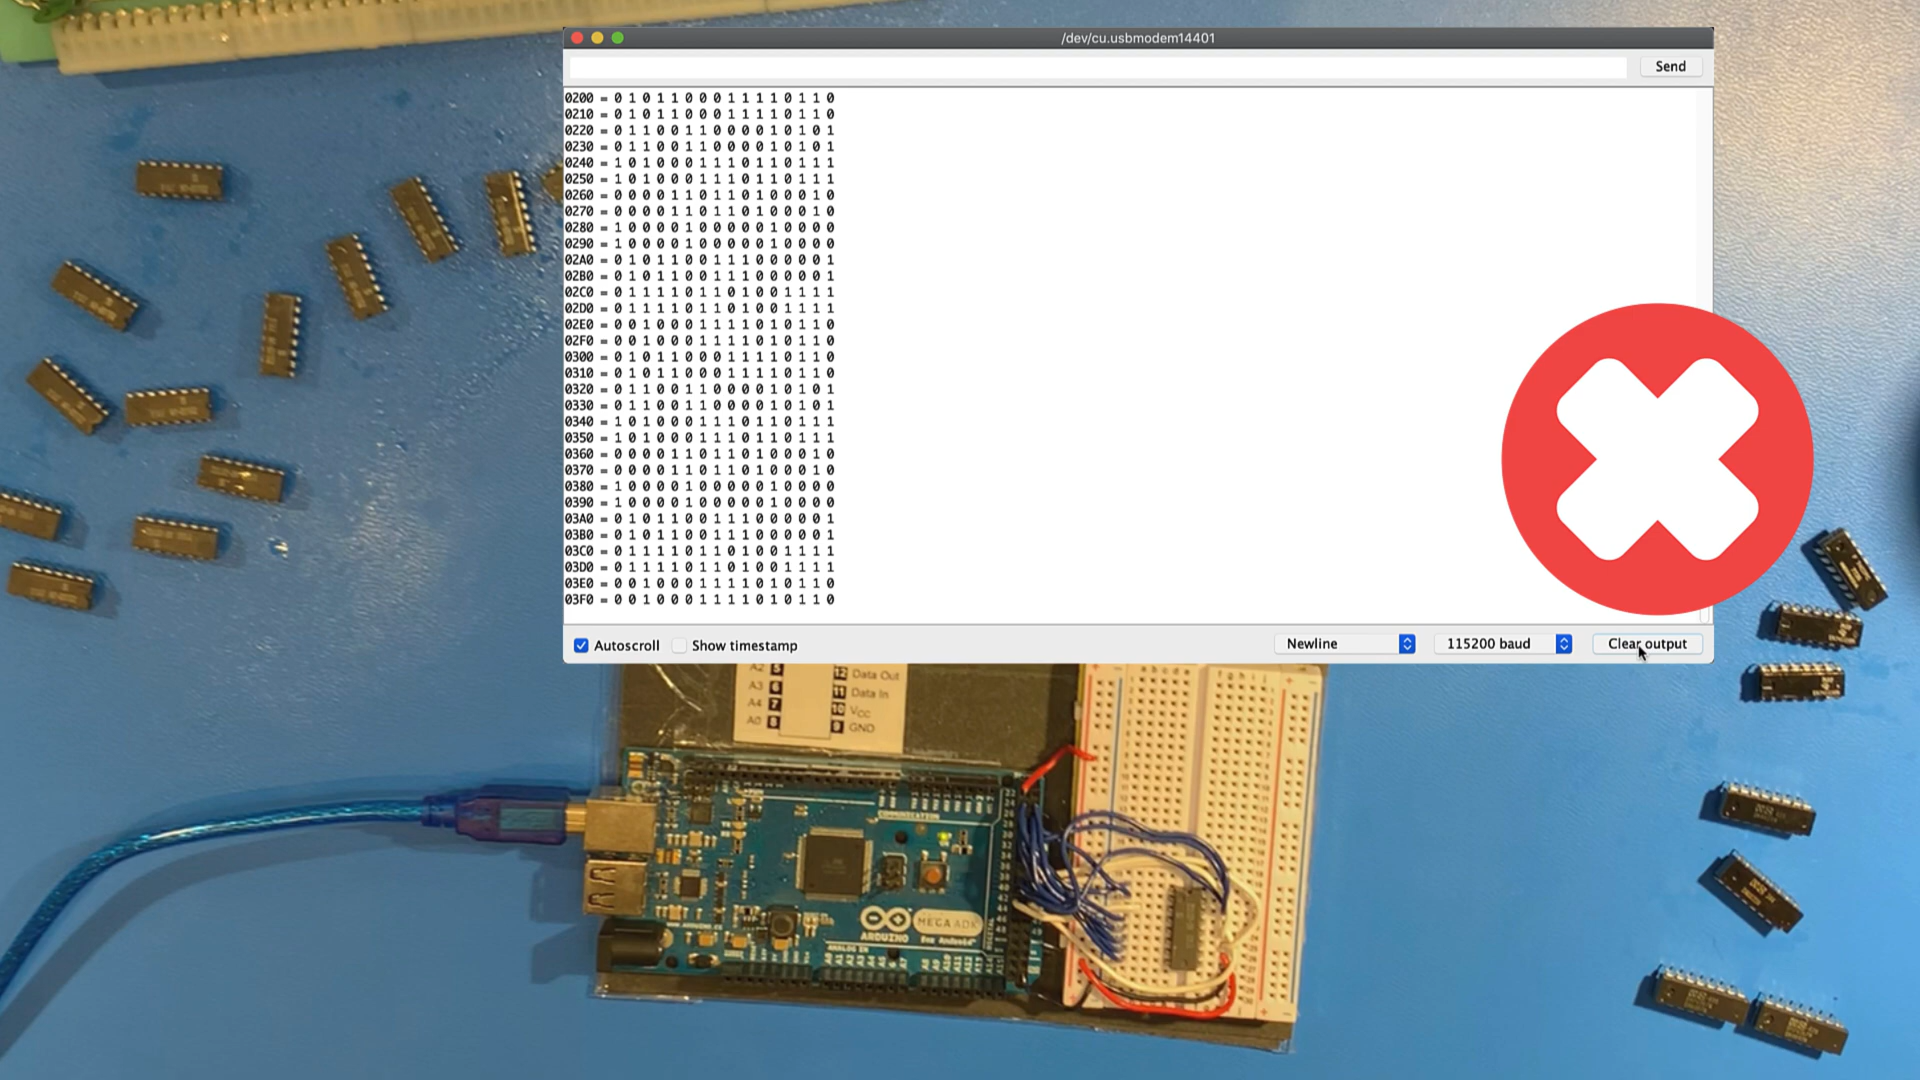 /dev/cu.usbmodem14401
Send
0200 = 0 1 0 1 1 0 0 0 1 1 1 1 0 1 1 0
0210 = 0 1 0 1 1 0 0 0 1 1 1 1 0 1 1 0
0220 = 0 1 1 0 0 1 1 0 0 0 0 1 0 1 0 1
0230 = 0 1 1 0 0 1 1 0 0 0 0 1 0 1 0 1
0240 = 1 0 1 0 0 0 1 1 1 0 1 1 0 1 1 1
0250 = 1 0 1 0 0 0 1 1 1 0 1 1 0 1 1 1
0260 = 0 0 0 0 1 1 0 1 1 0 1 0 0 0 1 0
0270 = 0 0 0 0 1 1 0 1 1 0 1 0 0 0 1 0
0280 = 1 0 0 0 0 1 0 0 0 0 0 1 0 0 0 0
0290 = 1 0 0 0 0 1 0 0 0 0 0 1 0 0 0 0
02A0 = 0 1 0 1 1 0 0 1 1 1 0 0 0 0 0 1
02B0 = 0 1 0 1 1 0 0 1 1 1 0 0 0 0 0 1
02C0 = 0 1 1 1 1 0 1 1 0 1 0 0 1 1 1 1
02D0 = 0 1 1 1 1 0 1 1 0 1 0 0 1 1 1 1
02E0 = 0 0 1 0 0 0 1 1 1 1 0 1 0 1 1 0
02F0 = 0 0 1 0 0 0 1 1 1 1 0 1 0 1 1 0
0300 = 0 1 0 1 1 0 0 0 1 1 1 1 0 1 1 0
0310 = 0 1 0 1 1 0 0 0 1 1 1 1 0 1 1 0
0320 = 0 1 1 0 0 1 1 0 0 0 0 1 0 1 0 1
0330 = 0 1 1 0 0 1 1 0 0 0 0 1 0 1 0 1
0340 = 1 0 1 0 0 0 1 1 1 0 1 1 0 1 1 1
0350 = 1 0 1 0 0 0 1 1 1 0 1 1 0 1 1 1
0360 = 0 0 0 0 1 1 0 1 1 0 1 0 0 0 1 0
0370 = 0 0 0 0 1 1 0 1 1 0 1 0 0 0 1 0
0380 = 1 0 0 0 0 1 0 0 0 0 0 1 0 0 0 0
0390 = 1 0 0 0 0 1 0 0 0 0 0 1 0 0 0 0
03A0 = 0 1 0 1 1 0 0 1 1 1 0 0 0 0 0 1
03B0 = 0 1 0 1 1 0 0 1 1 1 0 0 0 0 0 1
03C0 = 0 1 1 1 1 0 1 1 0 1 0 0 1 1 1 1
03D0 = 0 1 1 1 1 0 1 1 0 1 0 0 1 1 1 1
03E0 = 0 0 1 0 0 0 1 1 1 1 0 1 0 1 1 0
03F0 = 0 0 1 0 0 0 1 1 1 1 0 1 0 1 1 0
Autoscroll Show timestamp Newline 115200 baud Clear output
A2 5 12 Data Out
A3 6 11 Data In
A4 7 10 VCC
A0 8 9 GND
COMMUNICATION
ARDUINO MEGA ADK
ANALOG IN